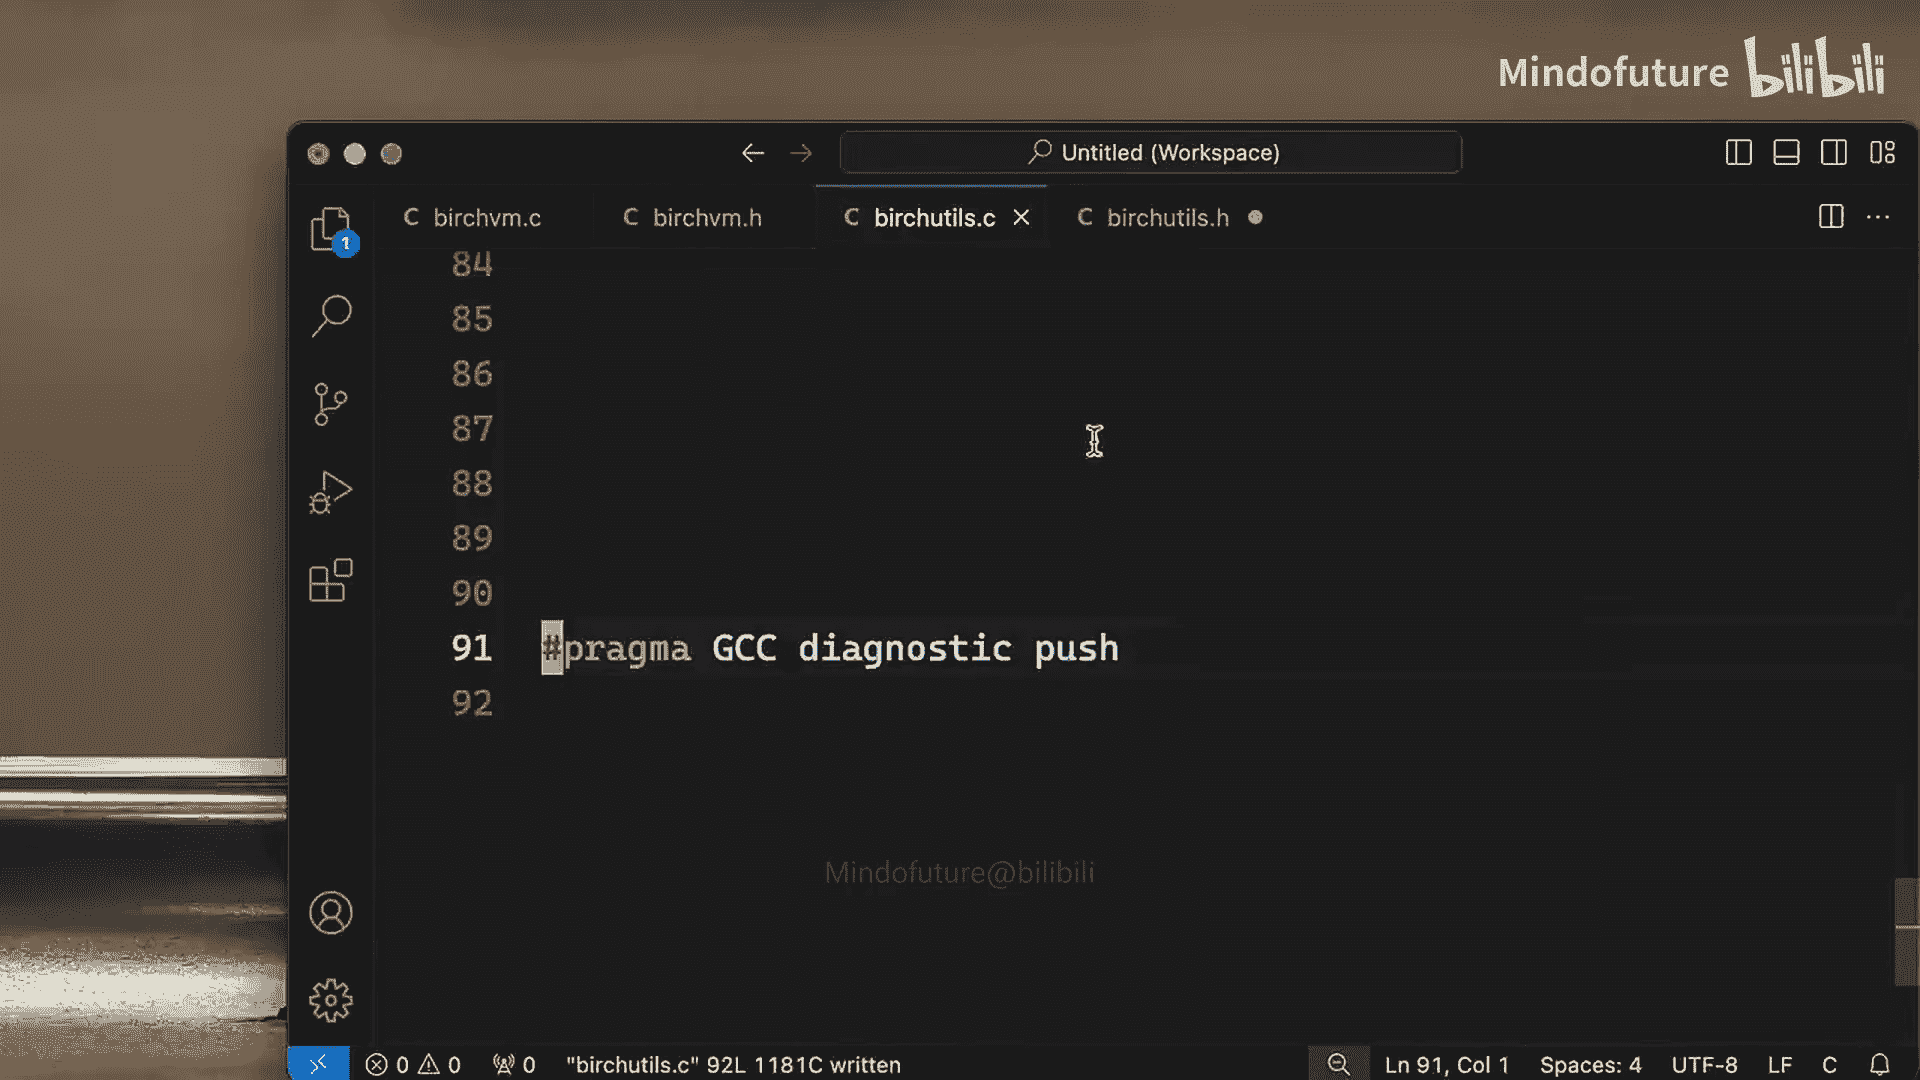 Mindofuture bilibili
Untitled (Workspace)
C birchvm.c C birchvm.h C birchutils.c C birchutils.h
1
84
85
86
87
88
89
90
91 #pragma GCC diagnostic push
92
Mindofuture@bilibili
0 0 0 "birchutils.c" 92L 1181C written Ln 91, Col 1 Spaces: 4 UTF-8 LF C